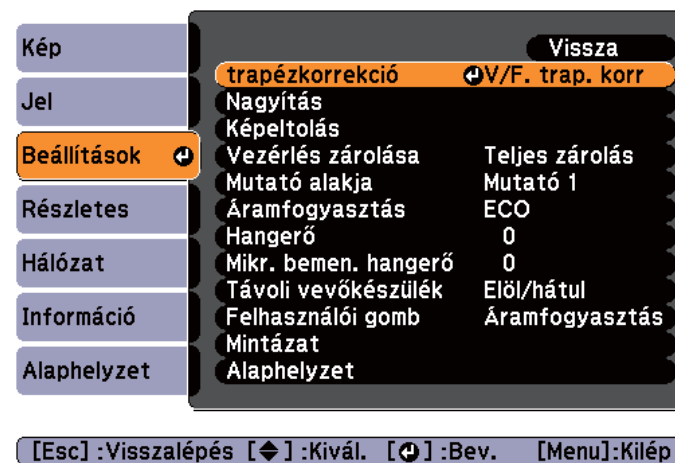 Kép
Jel
Beállítások
Részletes
Hálózat
Információ
Alaphelyzet
Vissza
trapézkorrekció V/F. trap. korr
Nagyítás
Képeltolás
Vezérlés zárolása Teljes zárolás
Mutató alakja Mutató 1
Áramfogyasztás ECO
Hangerő 0
Mikr. bemen. hangerő 0
Távoli vevőkészülék Elöl/hátul
Felhasználói gomb Áramfogyasztás
Mintázat
Alaphelyzet
[Esc] :Visszalépés [◆] :Kivál. [⏎] :Bev. [Menu]:Kilép